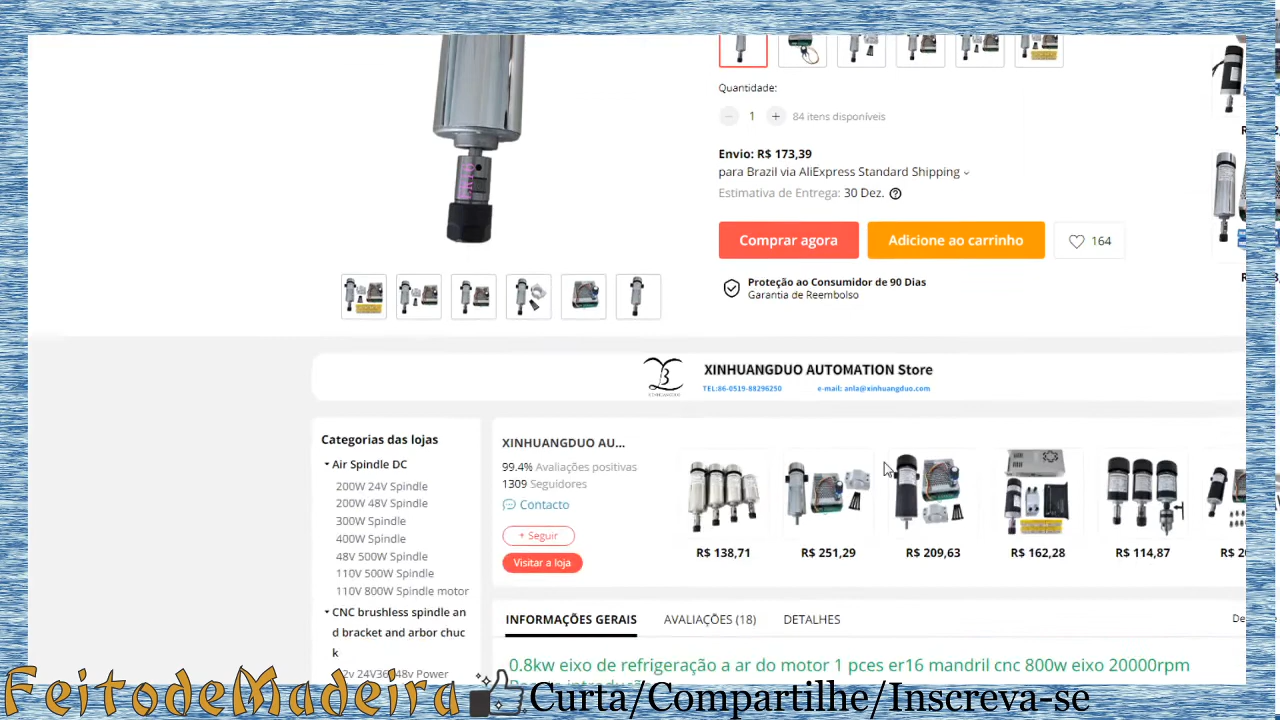 Quantidade:
1
84 itens disponíveis
Envio: R$ 173,39
para Brazil via AliExpress Standard Shipping
Estimativa de Entrega: 30 Dez.
Comprar agora
Adicione ao carrinho
164
Proteção ao Consumidor de 90 Dias
Garantia de Reembolso
XINHUANGDUO AUTOMATION Store
TEL:86-0519-88296250 e-mail: anla@xinhuangduo.com
Categorias das lojas
Air Spindle DC
200W 24V Spindle
200W 48V Spindle
300W Spindle
400W Spindle
48V 500W Spindle
110V 500W Spindle
110V 800W Spindle motor
CNC brushless spindle an
d bracket and arbor chuc
k
XINHUANGDUO AU...
99.4% Avaliações positivas
1309 Seguidores
Contacto
+ Seguir
Visitar a loja
R$ 138,71
R$ 251,29
R$ 209,63
R$ 162,28
R$ 114,87
INFORMAÇÕES GERAIS
AVALIAÇÕES (18)
DETALHES
0.8kw eixo de refrigeração a ar do motor 1 pces er16 mandril cnc 800w eixo 20000rpm
FeitodeMadeira
Curta/Compartilhe/Inscreva-se